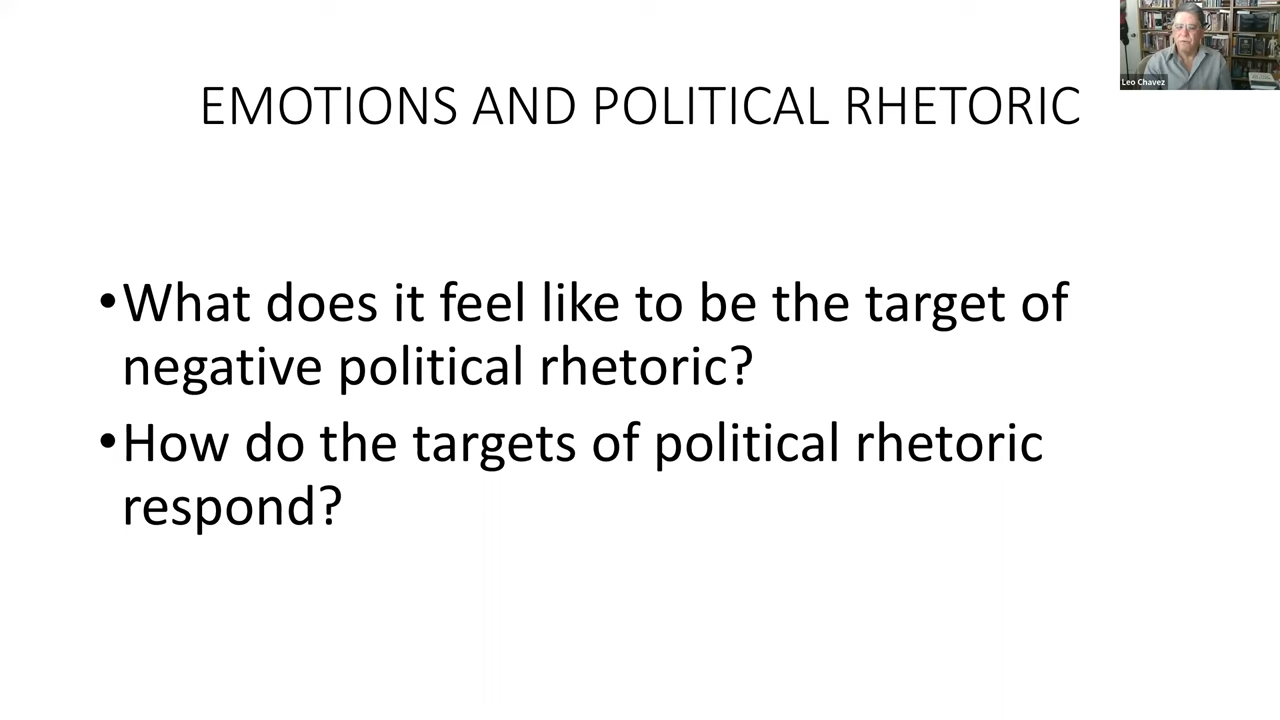 EMOTIONS AND POLITICAL RHETORIC
Leo Chavez
•What does it feel like to be the target of
negative political rhetoric?
•How do the targets of political rhetoric
respond?